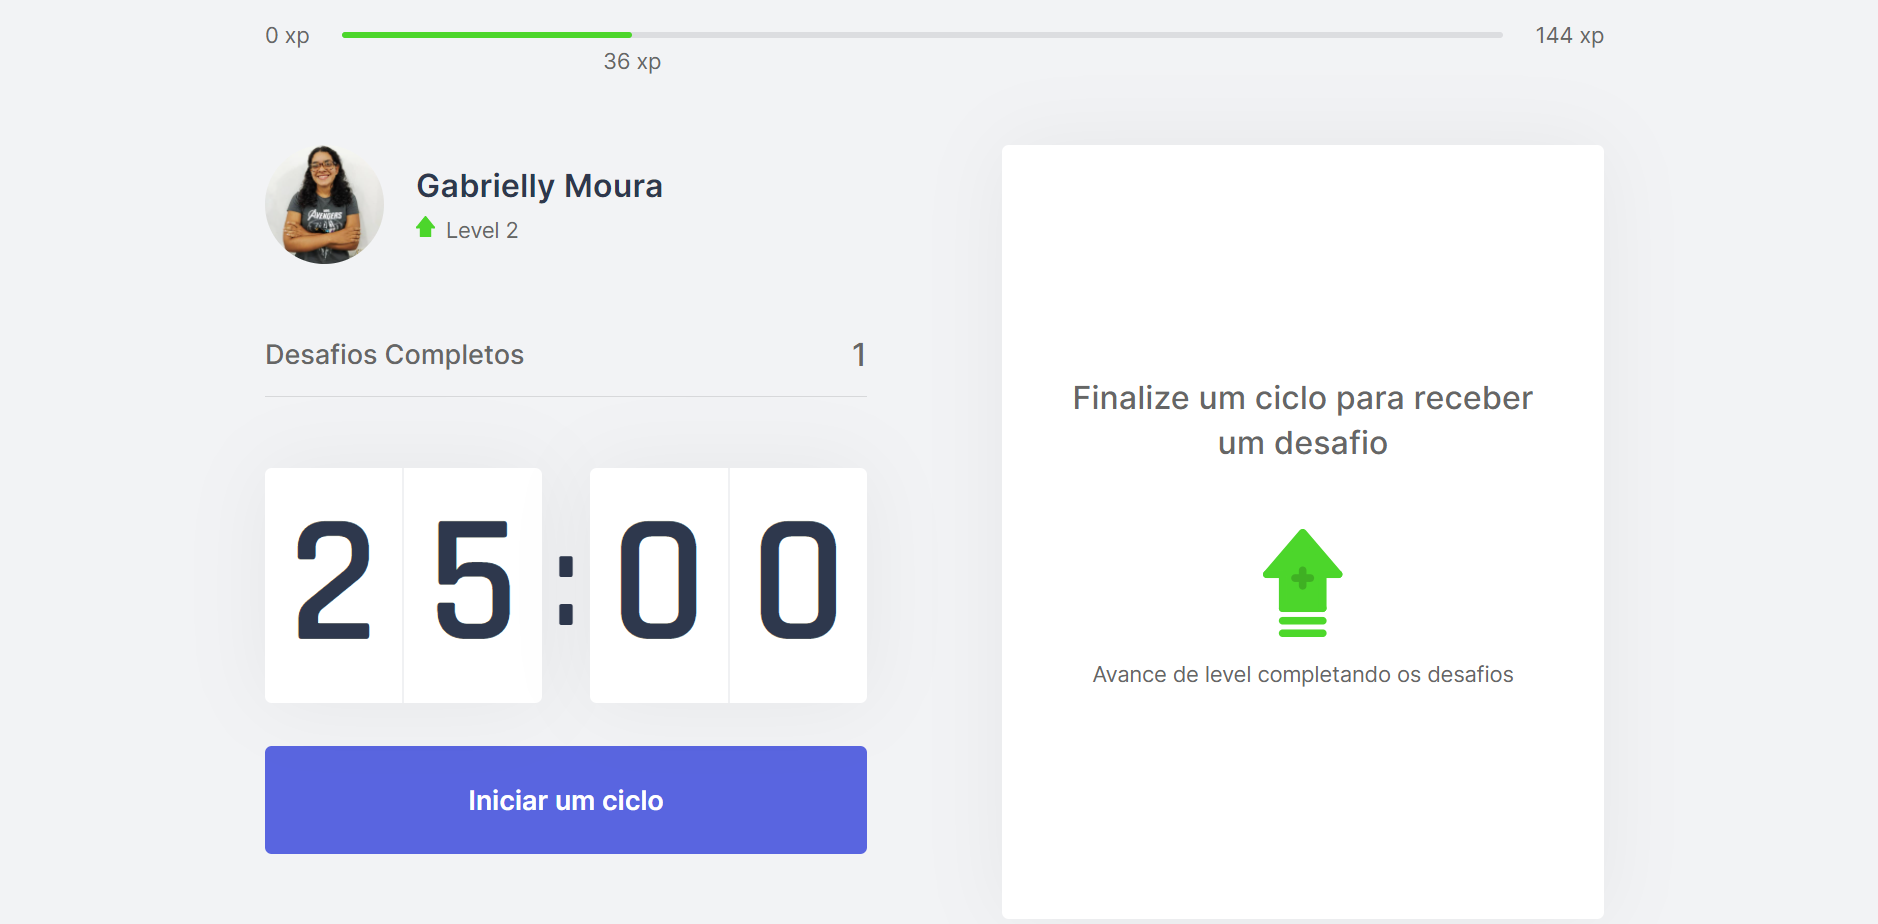 0 xp
36 xp
144 xp
Gabrielly Moura
Level 2
AVENGERS
Desafios Completos
1
25:00
Iniciar um ciclo
Finalize um ciclo para receber
um desafio
Avance de level completando os desafios